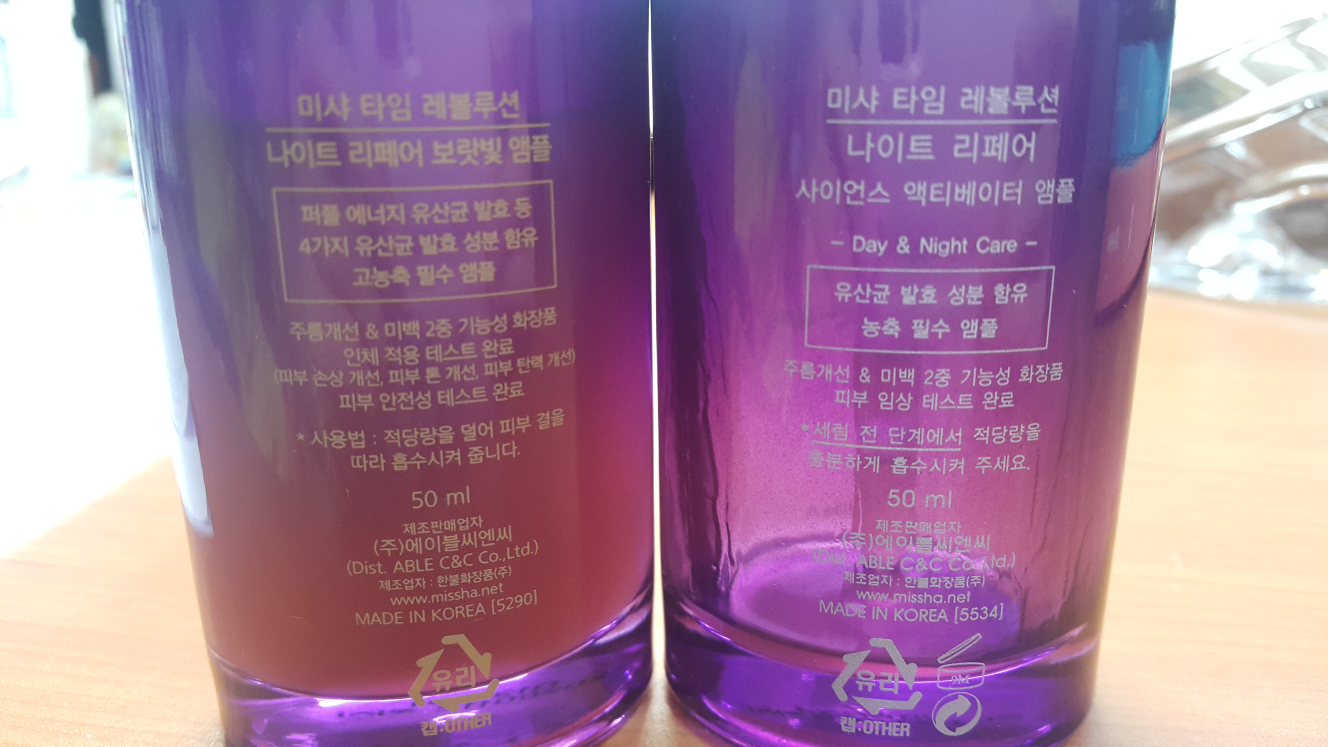 미샤 타임 레볼루션
나이트 리페어 보랏빛 앰플
퍼플 에너지 유산균 발효 등
4가지 유산균 발효 성분 함유
고농축 필수 앰플
주름개선 & 미백 2중 기능성 화장품
인체 적용 테스트 완료
(피부 손상 개선, 피부 톤 개선, 피부 탄력 개선)
피부 안전성 테스트 완료
* 사용법 : 적당량을 덜어 피부 결을
따라 흡수시켜 줍니다.
50 ml
제조판매업자
(주)에이블씨엔씨
(Dist. ABLE C&C Co.,Ltd.)
제조업자 : 한불화장품(주)
www.missha.net
MADE IN KOREA [5290]
유리
캡:OTHER
미샤 타임 레볼루션
나이트 리페어
사이언스 액티베이터 앰플
– Day & Night Care –
유산균 발효 성분 함유
농축 필수 앰플
주름개선 & 미백 2중 기능성 화장품
피부 임상 테스트 완료
* 세럼 전 단계에서 적당량을
충분하게 흡수시켜 주세요.
50 ml
제조판매업자
(주)에이블씨엔씨
(Dist. ABLE C&C Co.,Ltd.)
제조업자 : 한불화장품(주)
www.missha.net
MADE IN KOREA [5534]
유리
캡:OTHER